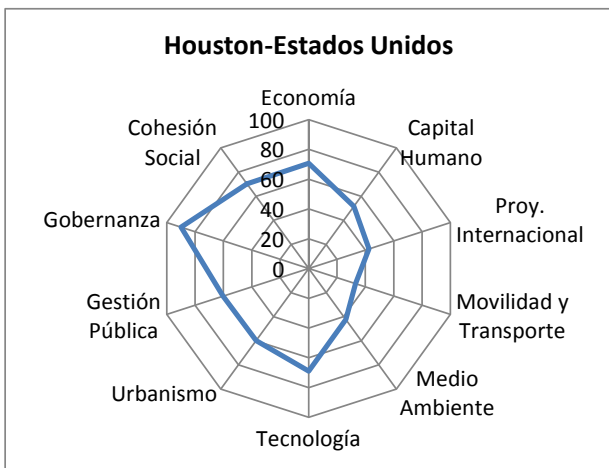 Houston-Estados Unidos
Economía
Capital
Humano
Proy.
Internacional
Movilidad y
Transporte
Medio
Ambiente
Tecnología
Urbanismo
Gestión
Pública
Gobernanza
Cohesión
Social
100
80
60
40
20
0